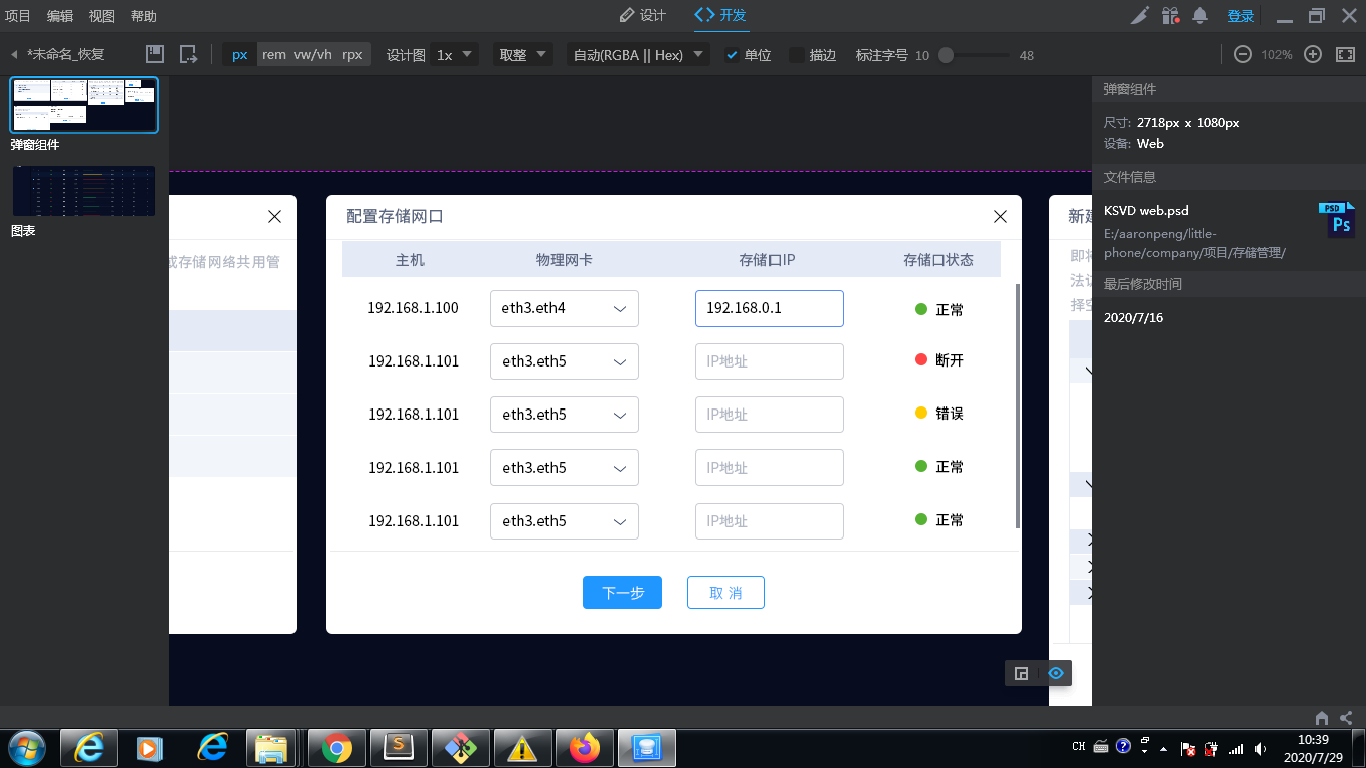 项目 编辑 视图 帮助 设计 开发 登录
*未命名_恢复 px rem vw/vh rpx 设计图 1x 取整 自动(RGBA || Hex) 单位 描边 标注字号 10 48 102%
弹窗组件
图表
或存储网络共用管
配置存储网口
主机 物理网卡 存储口IP 存储口状态
192.168.1.100 eth3.eth4 192.168.0.1 正常
192.168.1.101 eth3.eth5 IP地址 断开
192.168.1.101 eth3.eth5 IP地址 错误
192.168.1.101 eth3.eth5 IP地址 正常
192.168.1.101 eth3.eth5 IP地址 正常
下一步 取 消
新建
即将
法访
择空
弹窗组件
尺寸: 2718px x 1080px
设备: Web
文件信息
KSVD web.psd
PSD
Ps
E:/aaronpeng/little-
phone/company/项目/存储管理/
最后修改时间
2020/7/16
CH
10:39
2020/7/29